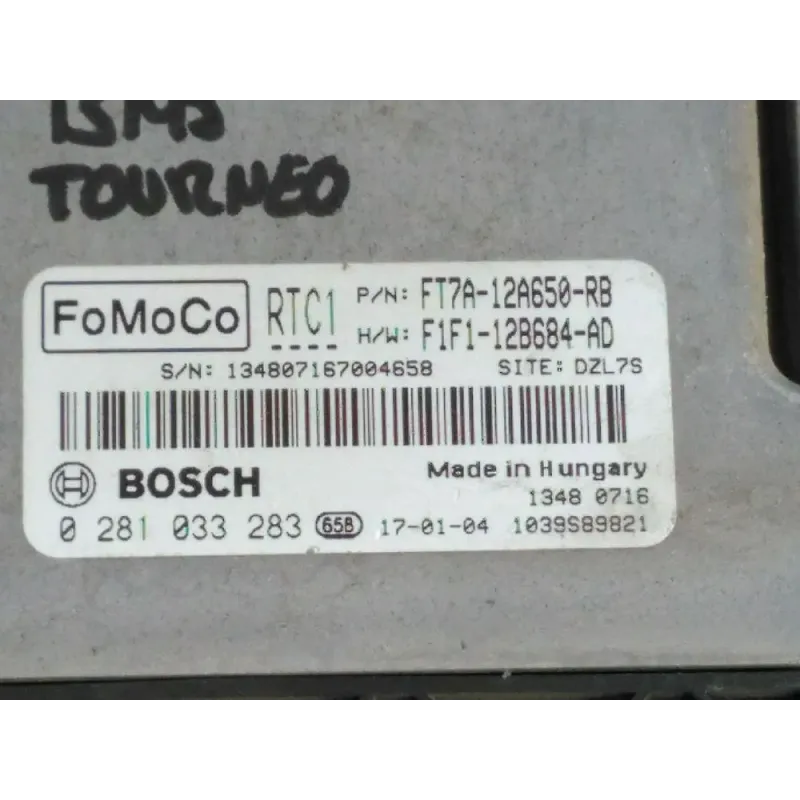 TOURNEO
FoMoCo RTC1 P/N: FT7A-12A650-RB
H/W: F1F1-12B684-AD
S/N: 134807167004658 SITE: DZL7S
BOSCH Made in Hungary
1348 0716
0 281 033 283 658 17-01-04 1039S89821